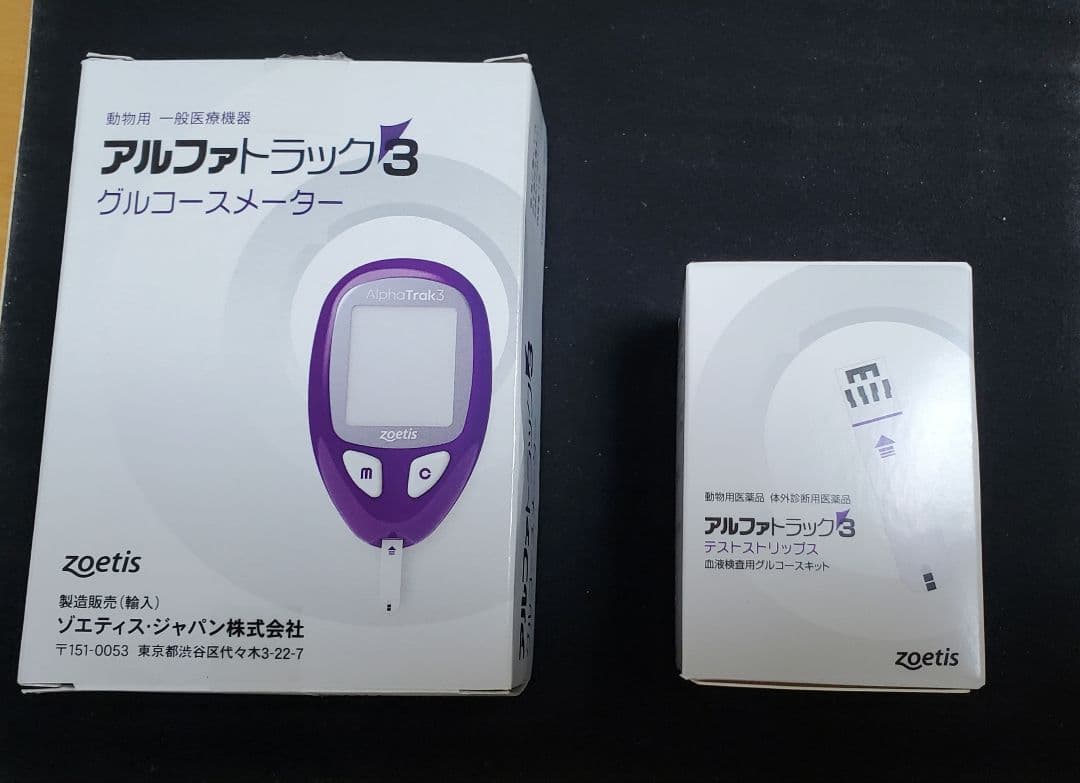 動物用 一般医療機器
アルファトラック3
グルコースメーター
AlphaTrak3
zoetis
m
C
zoetis
製造販売(輸入)
ゾエティス・ジャパン株式会社
〒151-0053 東京都渋谷区代々木3-22-7
動物用医薬品 体外診断用医薬品
アルファトラック3
テストストリップス
血液検査用グルコースキット
zoetis